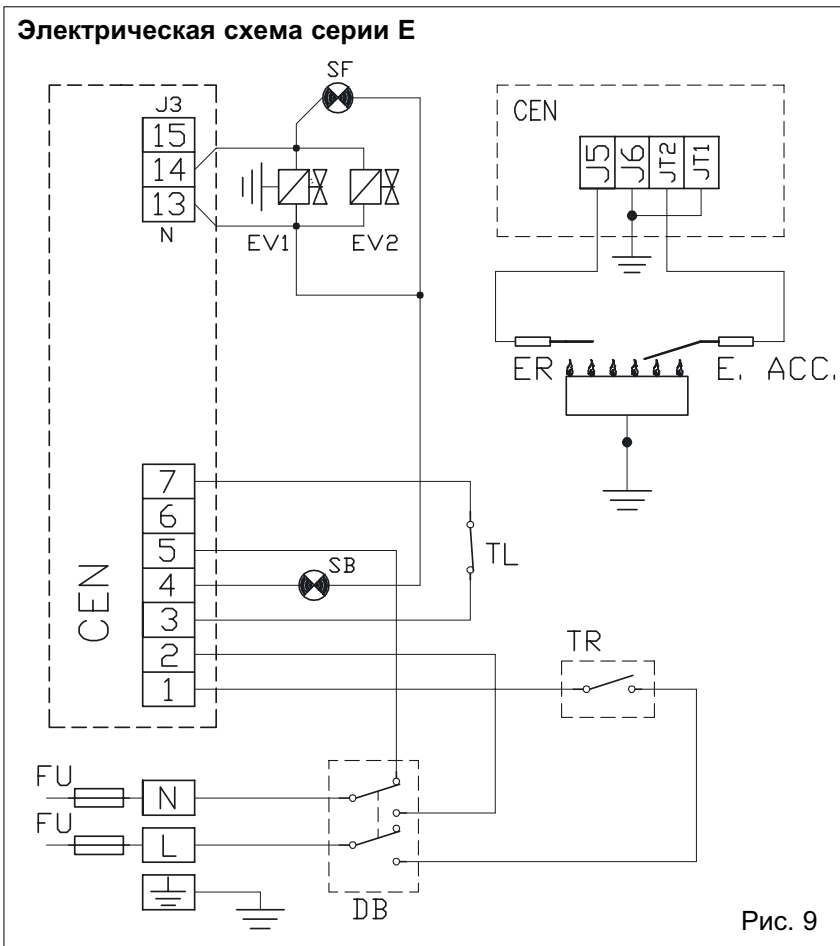 Электрическая схема серии E
SF
J3
15
14
13
N
EV1
EV2
CEN
J5
J6
JT2
JT1
ER
E. ACC.
7
6
5
4
3
2
1
CEN
SB
TL
TR
FU
N
FU
L
DB
Рис. 9